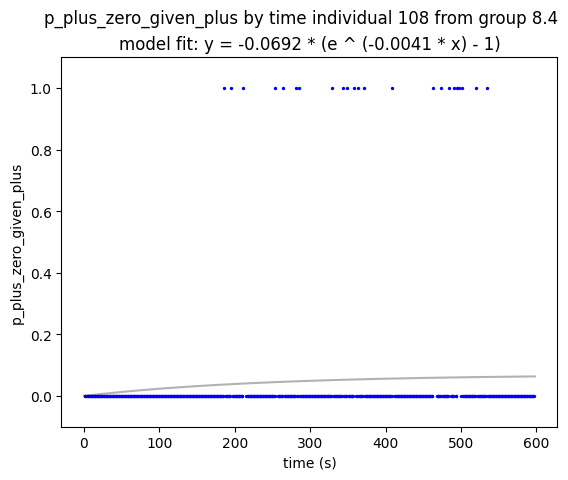 p_plus_zero_given_plus by time individual 108 from group 8.4
model fit: y = -0.0692 * (e ^ (-0.0041 * x) - 1)
1.0
0.8
0.6
0.4
0.2
0.0
p_plus_zero_given_plus
0 100 200 300 400 500 600
time (s)